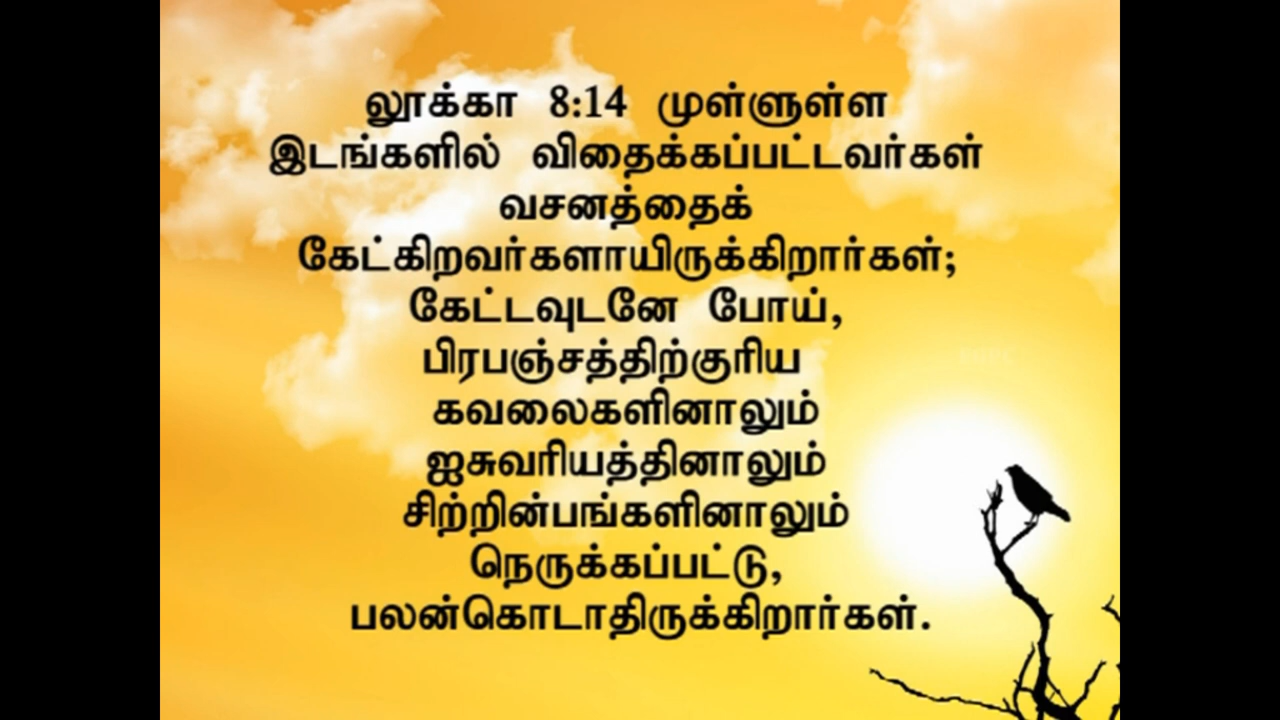 லூக்கா 8:14 முள்ளுள்ள
இடங்களில் விதைக்கப்பட்டவர்கள்
வசனத்தைக்
கேட்கிறவர்களாயிருக்கிறார்கள்;
கேட்டவுடனே போய்,
பிரபஞ்சத்திற்குரிய
கவலைகளினாலும்
ஐசுவரியத்தினாலும்
சிற்றின்பங்களினாலும்
நெருக்கப்பட்டு,
பலன்கொடாதிருக்கிறார்கள்.